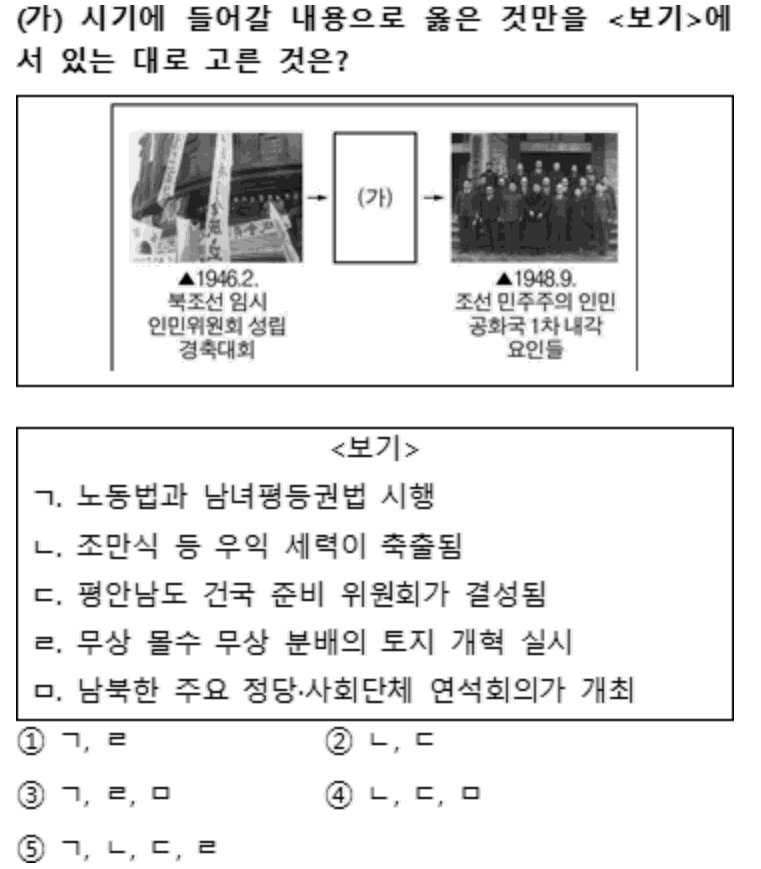 (가) 시기에 들어갈 내용으로 옳은 것만을 <보기>에
서 있는 대로 고른 것은?
→ (가) →
▲1946.2.
북조선 임시
인민위원회 성립
경축대회
▲1948.9.
조선 민주주의 인민
공화국 1차 내각
요인들
<보기>
ㄱ. 노동법과 남녀평등권법 시행
ㄴ. 조만식 등 우익 세력이 축출됨
ㄷ. 평안남도 건국 준비 위원회가 결성됨
ㄹ. 무상 몰수 무상 분배의 토지 개혁 실시
ㅁ. 남북한 주요 정당·사회단체 연석회의가 개최
① ㄱ, ㄹ ② ㄴ, ㄷ
③ ㄱ, ㄹ, ㅁ ④ ㄴ, ㄷ, ㅁ
⑤ ㄱ, ㄴ, ㄷ, ㄹ